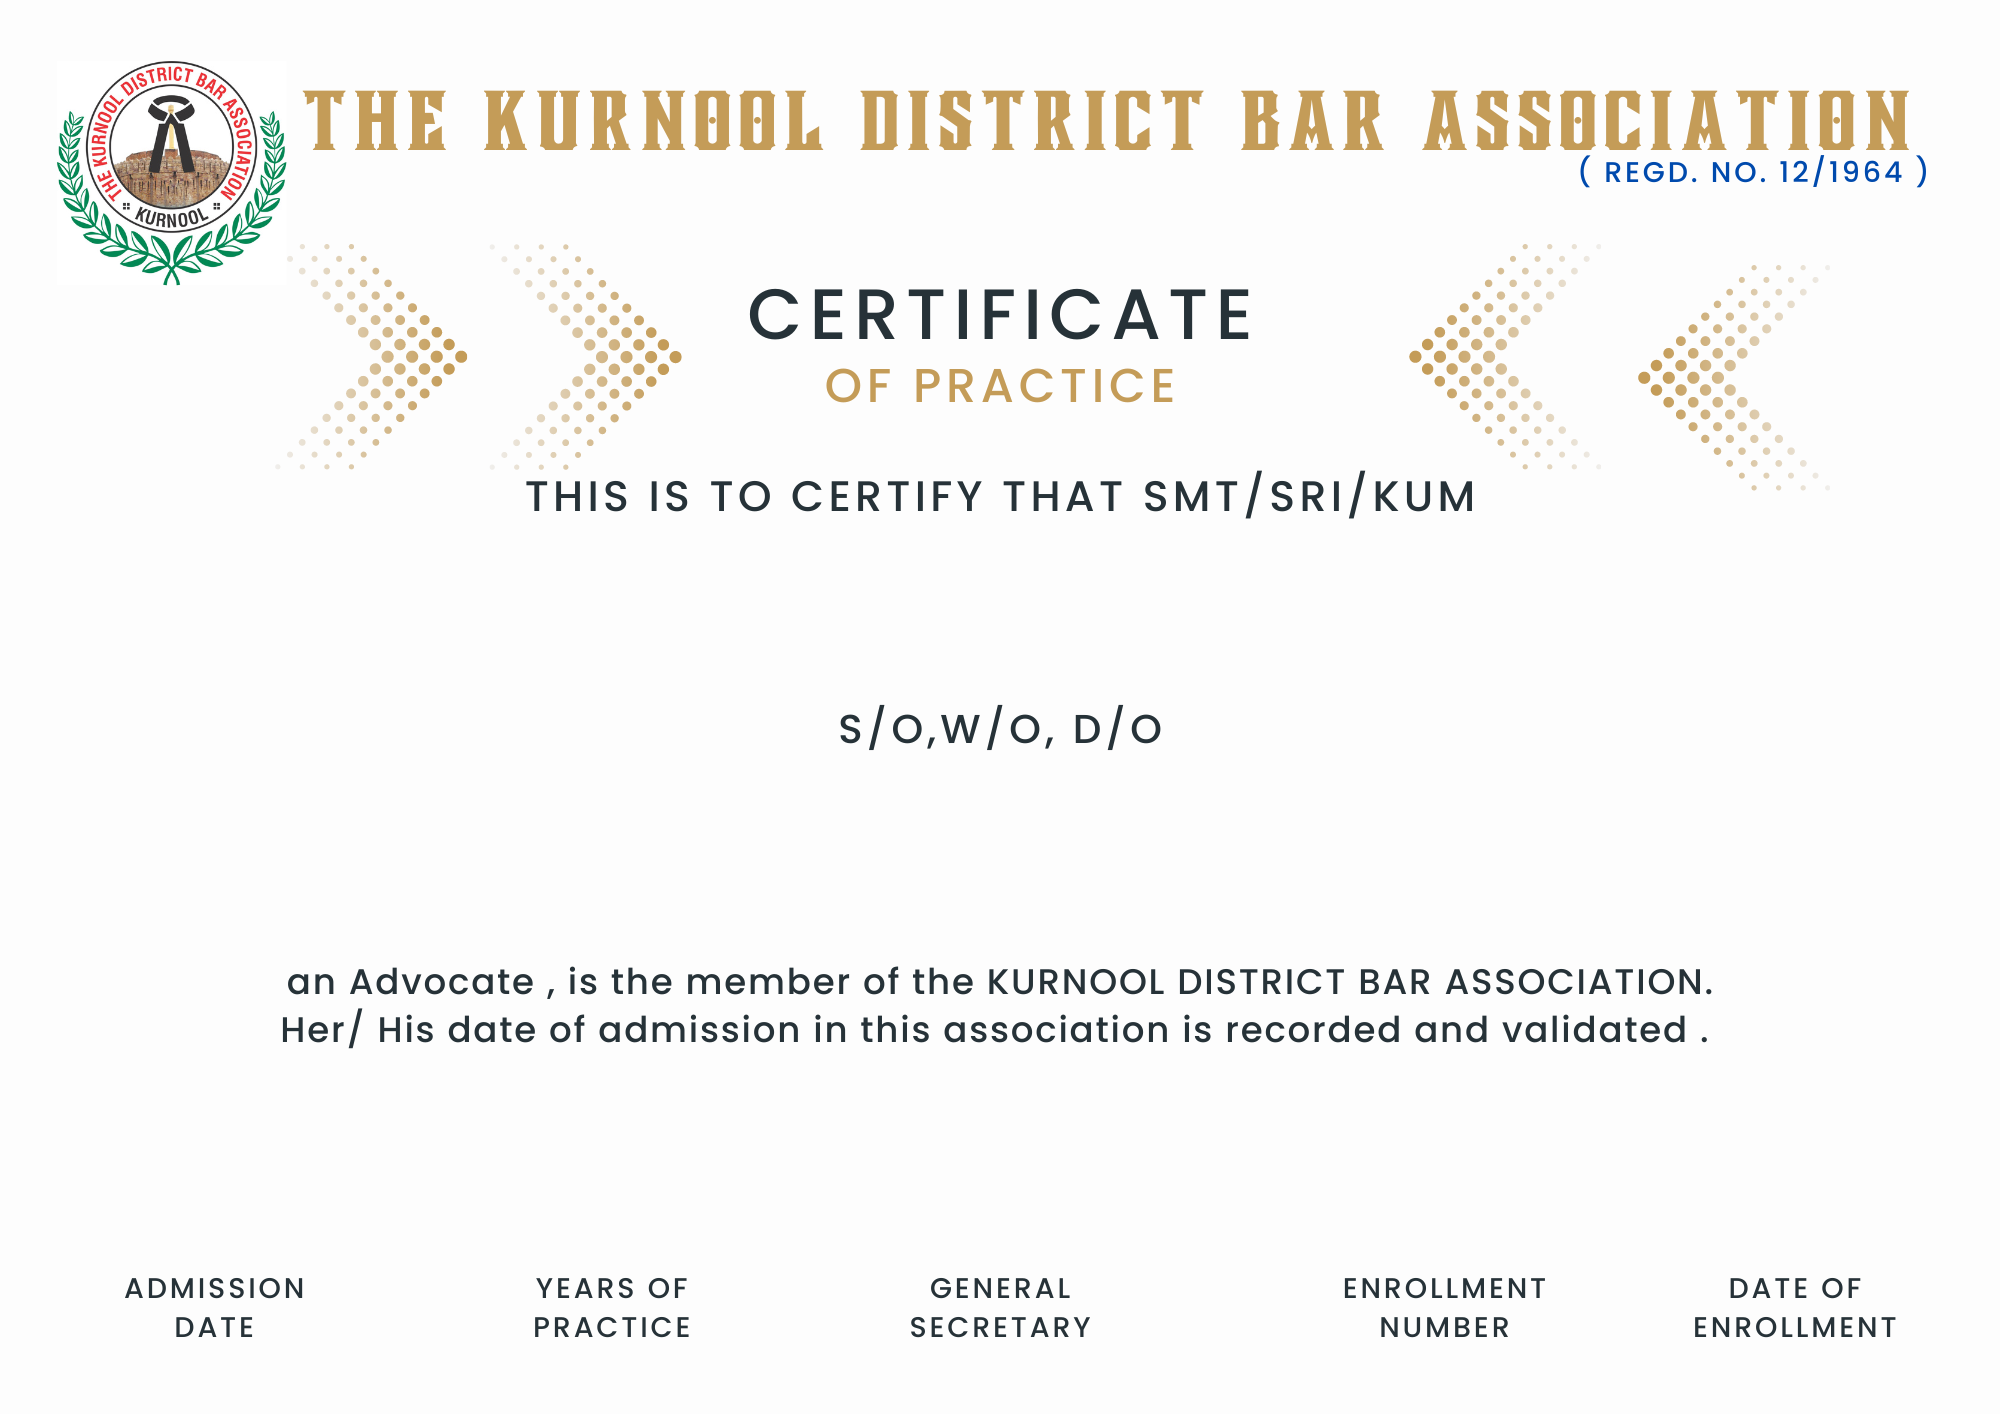 THE KURNOOL DISTRICT BAR ASSOCIATION
KURNOOL
THE KURNOOL DISTRICT BAR ASSOCIATION
( REGD. NO. 12/1964 )
CERTIFICATE
OF PRACTICE
THIS IS TO CERTIFY THAT SMT/SRI/KUM
S/O,W/O, D/O
an Advocate , is the member of the KURNOOL DISTRICT BAR ASSOCIATION.
Her/ His date of admission in this association is recorded and validated .
ADMISSION
DATE
YEARS OF
PRACTICE
GENERAL
SECRETARY
ENROLLMENT
NUMBER
DATE OF
ENROLLMENT